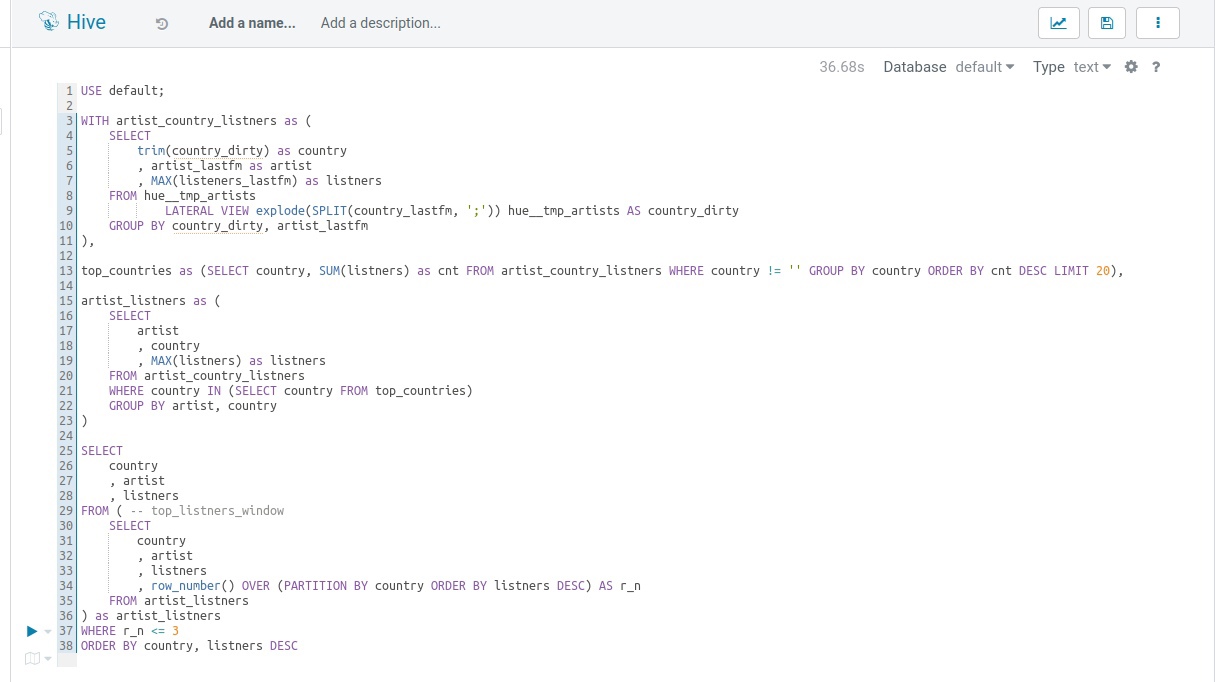 Hive Add a name... Add a description...
36.68s Database default Type text ?
1 USE default;
2
3 WITH artist_country_listners as (
4     SELECT
5         trim(country_dirty) as country
6         , artist_lastfm as artist
7         , MAX(listeners_lastfm) as listners
8     FROM hue__tmp_artists
9             LATERAL VIEW explode(SPLIT(country_lastfm, ';')) hue__tmp_artists AS country_dirty
10     GROUP BY country_dirty, artist_lastfm
11 ),
12
13 top_countries as (SELECT country, SUM(listners) as cnt FROM artist_country_listners WHERE country != '' GROUP BY country ORDER BY cnt DESC LIMIT 20),
14
15 artist_listners as (
16     SELECT
17         artist
18         , country
19         , MAX(listners) as listners
20     FROM artist_country_listners
21     WHERE country IN (SELECT country FROM top_countries)
22     GROUP BY artist, country
23 )
24
25 SELECT
26     country
27     , artist
28     , listners
29 FROM ( -- top_listners_window
30     SELECT
31         country
32         , artist
33         , listners
34         , row_number() OVER (PARTITION BY country ORDER BY listners DESC) AS r_n
35     FROM artist_listners
36 ) as artist_listners
37 WHERE r_n <= 3
38 ORDER BY country, listners DESC